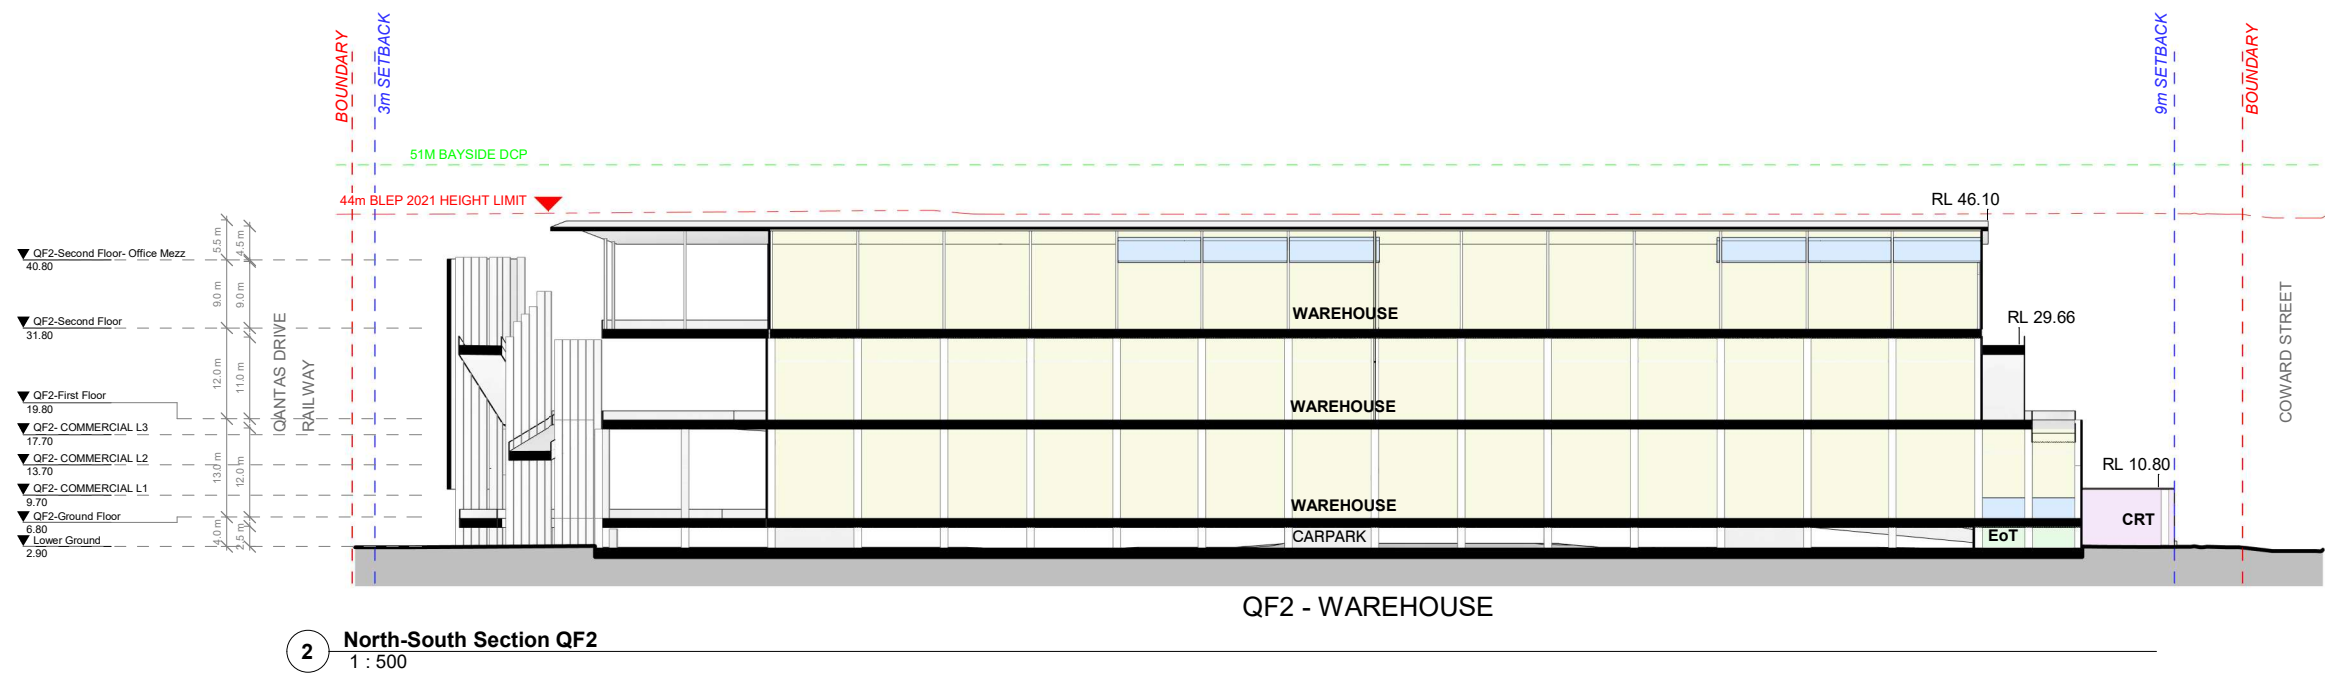 BOUNDARY
3m SETBACK
9m SETBACK
BOUNDARY
51M BAYSIDE DCP
44m BLEP 2021 HEIGHT LIMIT
RL 46.10
5.5 m
4.5 m
QF2-Second Floor- Office Mezz
40.80
9.0 m
9.0 m
QF2-Second Floor
31.80
WAREHOUSE
RL 29.66
QANTAS DRIVE
RAILWAY
COWARD STREET
12.0 m
11.0 m
QF2-First Floor
19.80
WAREHOUSE
QF2- COMMERCIAL L3
17.70
QF2- COMMERCIAL L2
13.70
13.0 m
12.0 m
RL 10.80
QF2- COMMERCIAL L1
9.70
WAREHOUSE
QF2-Ground Floor
6.80
CRT
4.0 m
2.5 m
Lower Ground
2.90
CARPARK
EoT
QF2 - WAREHOUSE
2
North-South Section QF2
1 : 500